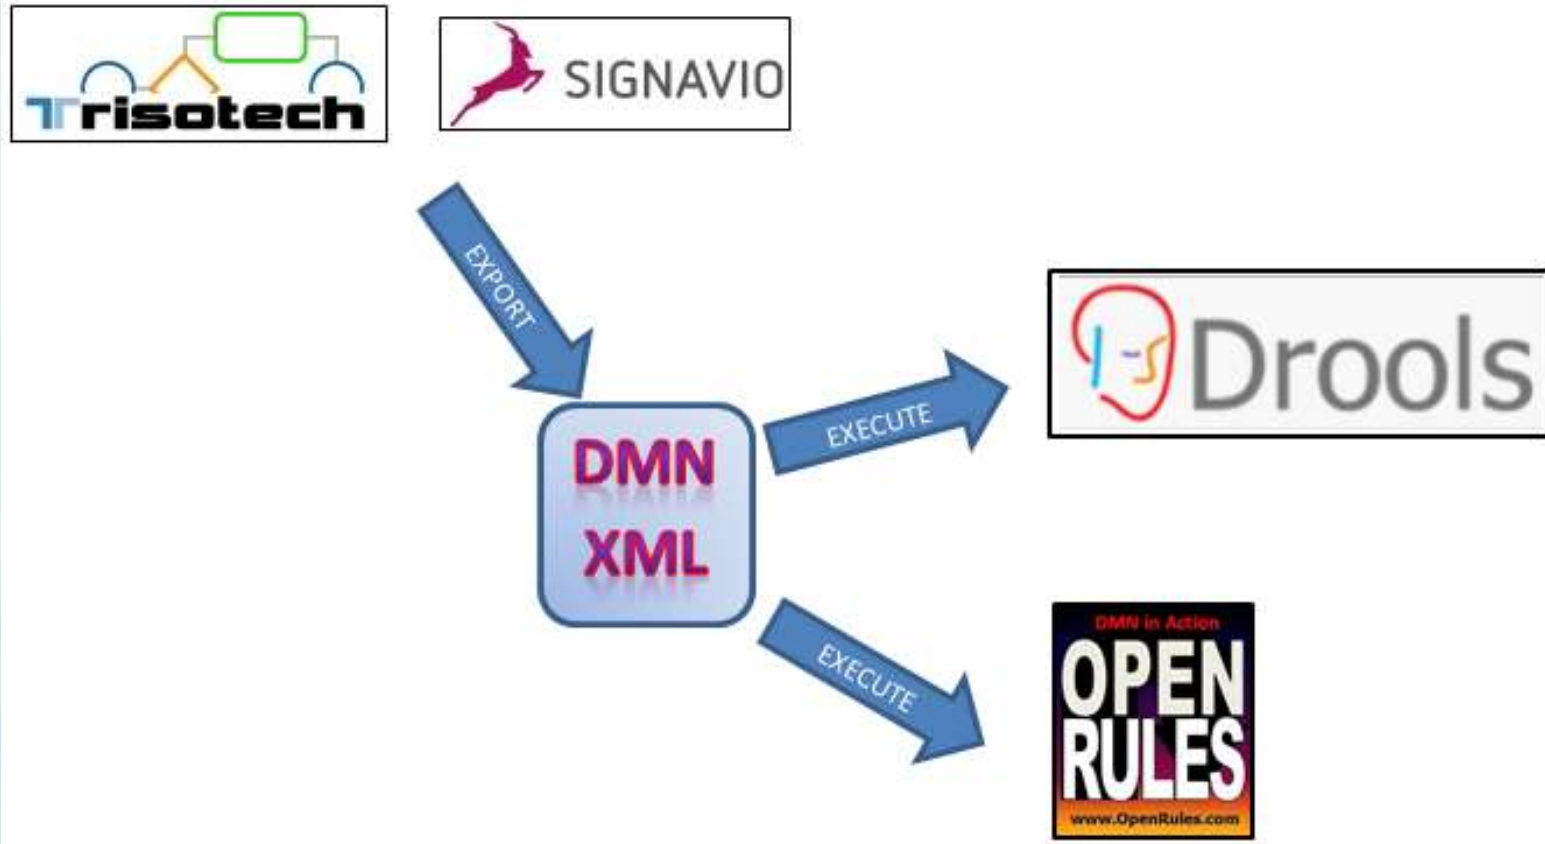 Trisotech
SIGNAVIO
EXPORT
DMN
XML
EXECUTE
Drools
EXECUTE
DMN in Action
OPEN
RULES
www.OpenRules.com